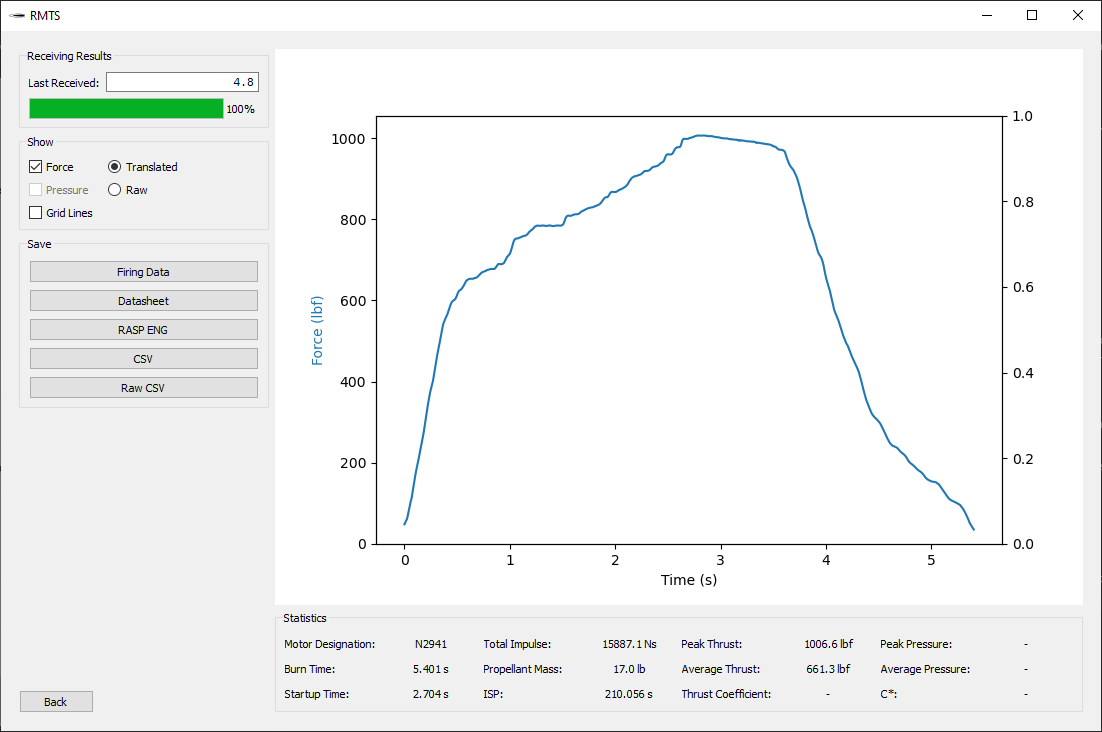 RMTS
Receiving Results
Last Received: 4.8
100%
Show
Force Translated
Pressure Raw
Grid Lines
Save
Firing Data
Datasheet
RASP ENG
CSV
Raw CSV
Back
1000
800
600
400
200
0
Force (lbf)
1.0
0.8
0.6
0.4
0.2
0.0
0 1 2 3 4 5
Time (s)
Statistics
Motor Designation: N2941 Total Impulse: 15887.1 Ns Peak Thrust: 1006.6 lbf Peak Pressure: -
Burn Time: 5.401 s Propellant Mass: 17.0 lb Average Thrust: 661.3 lbf Average Pressure: -
Startup Time: 2.704 s ISP: 210.056 s Thrust Coefficient: - C*: -